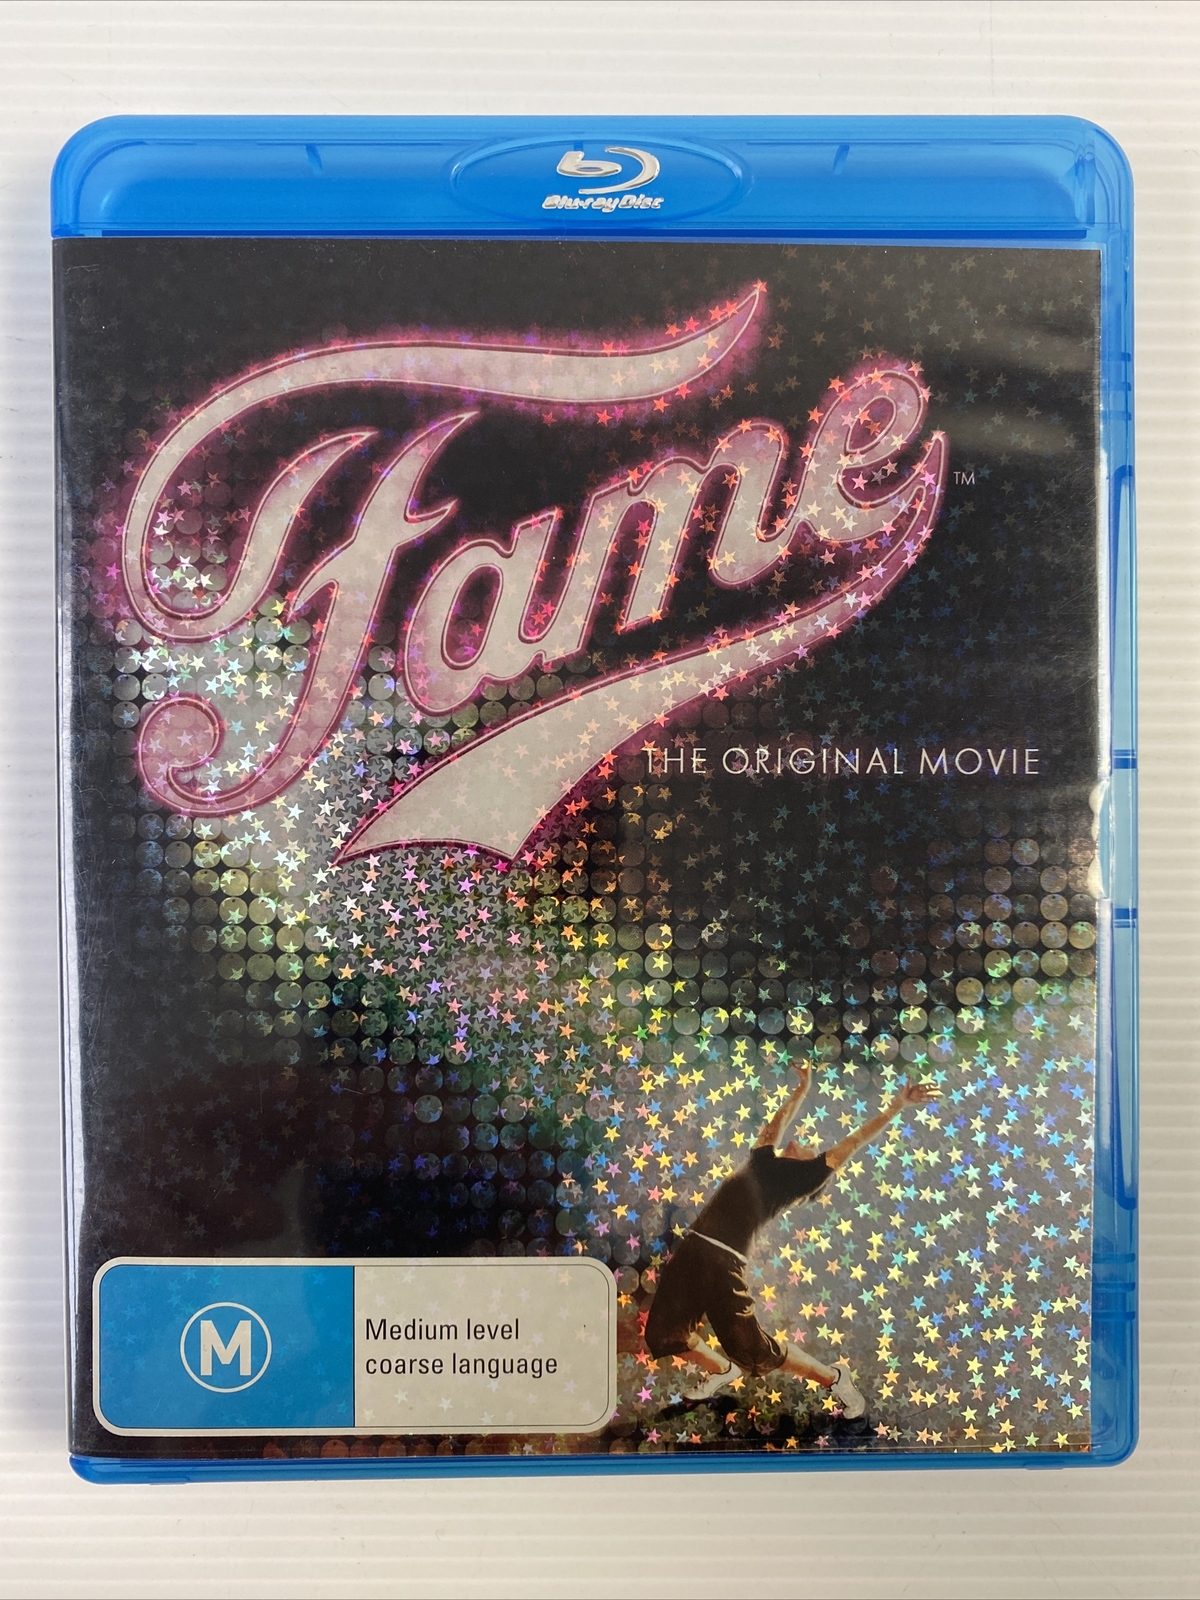 Blu-ray Disc
Fame
TM
THE ORIGINAL MOVIE
M
Medium level
coarse language